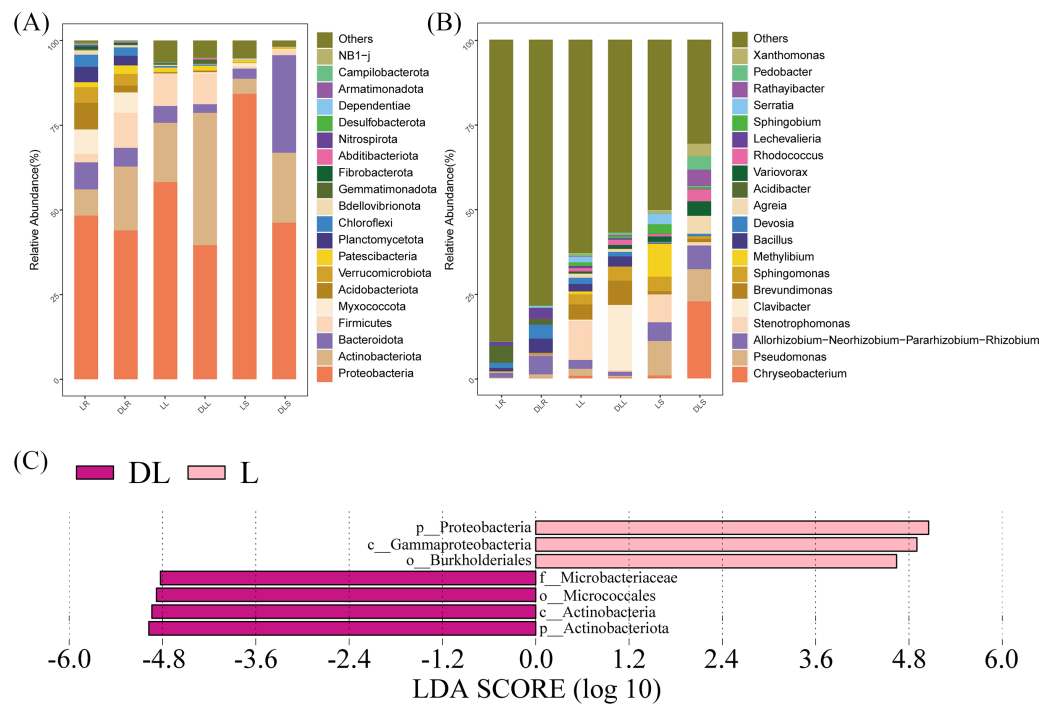 (A)
Relative Abundance(%)
100
75
50
25
0
LR
DLR
LL
DLL
LS
DLS
Others
NB1-j
Campilobacterota
Armatimonadota
Dependentiae
Desulfobacterota
Nitrospirota
Abditibacteriota
Fibrobacterota
Gemmatimonadota
Bdellovibrionota
Chloroflexi
Planctomycetota
Patescibacteria
Verrucomicrobiota
Acidobacteriota
Myxococcota
Firmicutes
Bacteroidota
Actinobacteriota
Proteobacteria
(B)
Relative Abundance(%)
100
75
50
25
0
LR
DLR
LL
DLL
LS
DLS
Others
Xanthomonas
Pedobacter
Rathayibacter
Serratia
Sphingobium
Lechevalieria
Rhodococcus
Variovorax
Acidibacter
Agreia
Devosia
Bacillus
Methylibium
Sphingomonas
Brevundimonas
Clavibacter
Stenotrophomonas
Allorhizobium−Neorhizobium−Pararhizobium−Rhizobium
Pseudomonas
Chryseobacterium
(C)
DL L
p__Proteobacteria
c__Gammaproteobacteria
o__Burkholderiales
f__Microbacteriaceae
o__Micrococcales
c__Actinobacteria
p__Actinobacteriota
-6.0 -4.8 -3.6 -2.4 -1.2 0.0 1.2 2.4 3.6 4.8 6.0
LDA SCORE (log 10)